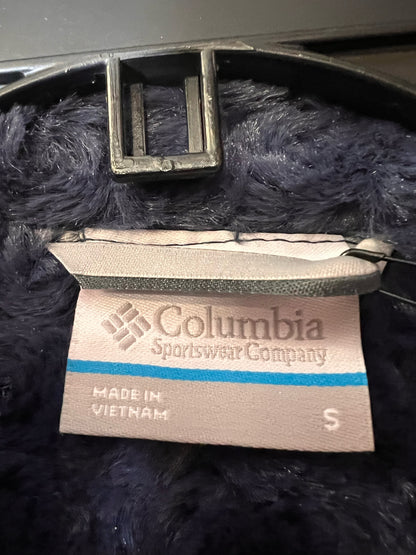 Columbia
Sportswear Company
MADE IN
VIETNAM
S